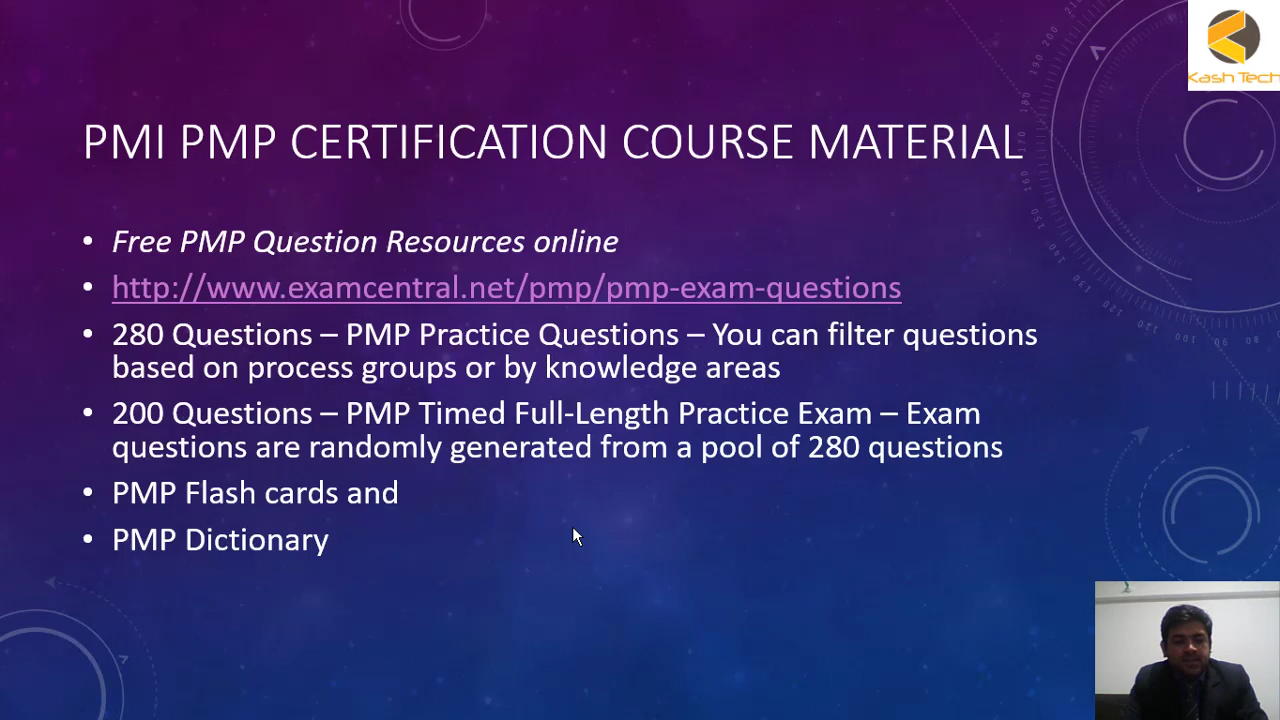 Kash Tech
PMI PMP CERTIFICATION COURSE MATERIAL
• Free PMP Question Resources online
• http://www.examcentral.net/pmp/pmp-exam-questions
• 280 Questions – PMP Practice Questions – You can filter questions
based on process groups or by knowledge areas
• 200 Questions – PMP Timed Full-Length Practice Exam – Exam
questions are randomly generated from a pool of 280 questions
• PMP Flash cards and
• PMP Dictionary